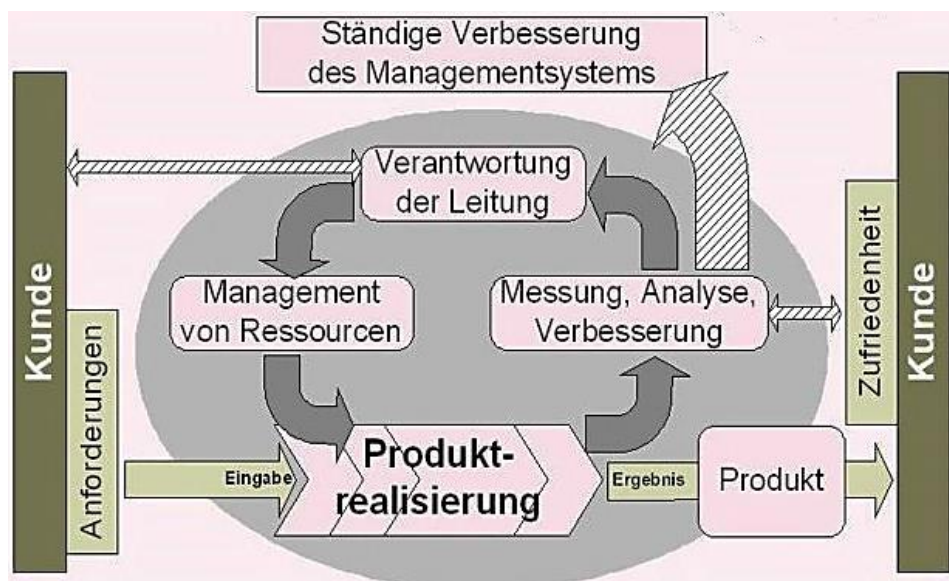 Ständige Verbesserung
des Managementsystems
Kunde
Verantwortung
der Leitung
Management
von Ressourcen
Messung, Analyse,
Verbesserung
Zufriedenheit
Kunde
Anforderungen
Eingabe
Produkt-
realisierung
Ergebnis
Produkt